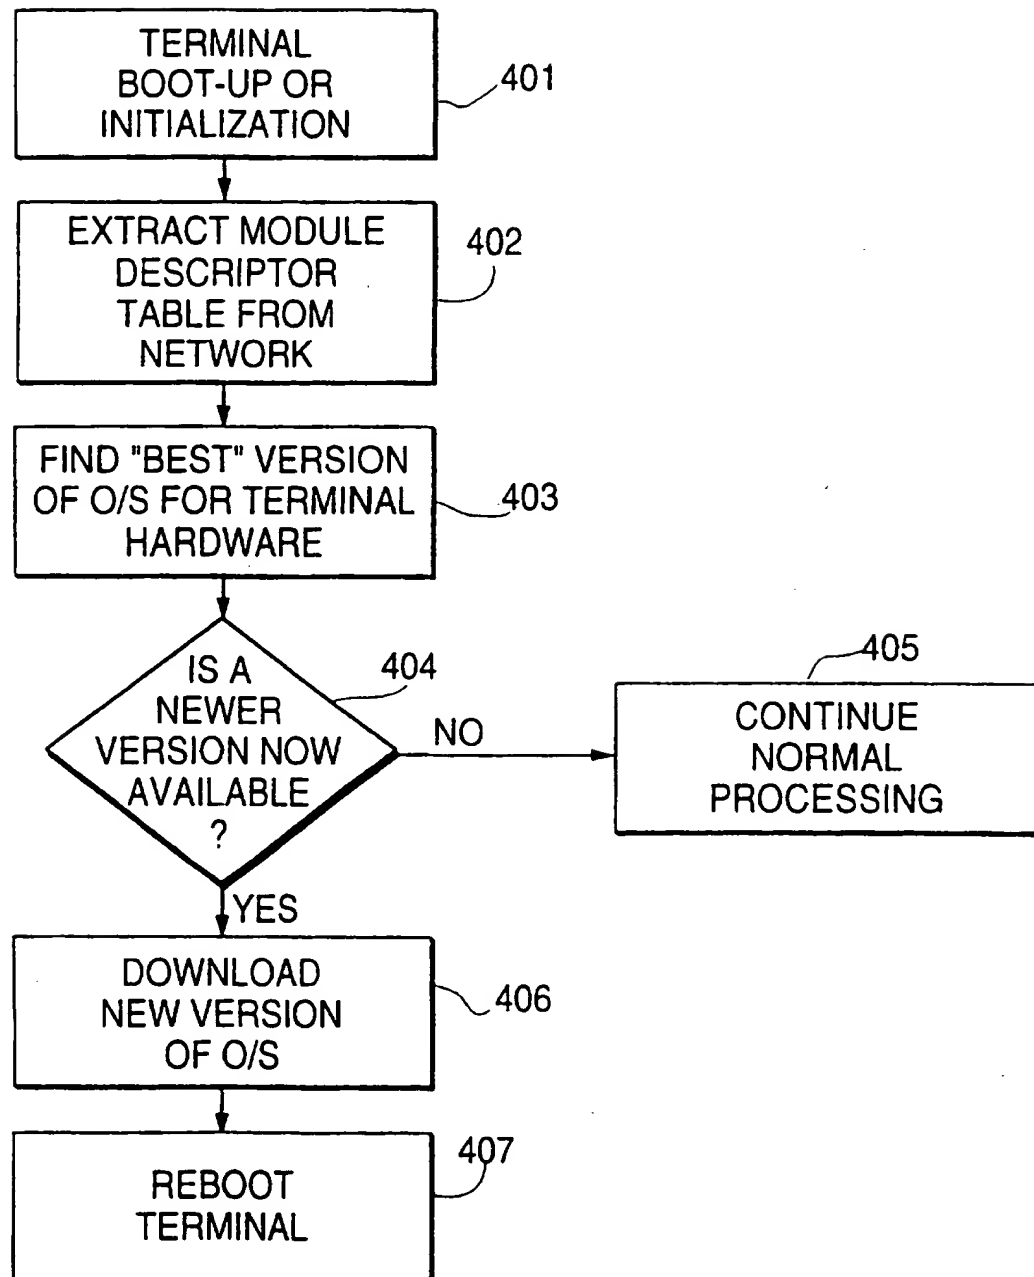 TERMINAL
BOOT-UP OR
INITIALIZATION
401
EXTRACT MODULE
DESCRIPTOR
TABLE FROM
NETWORK
402
FIND "BEST" VERSION
OF O/S FOR TERMINAL
HARDWARE
403
IS A
NEWER
VERSION NOW
AVAILABLE
?
404
NO
405
CONTINUE
NORMAL
PROCESSING
YES
DOWNLOAD
NEW VERSION
OF O/S
406
REBOOT
TERMINAL
407